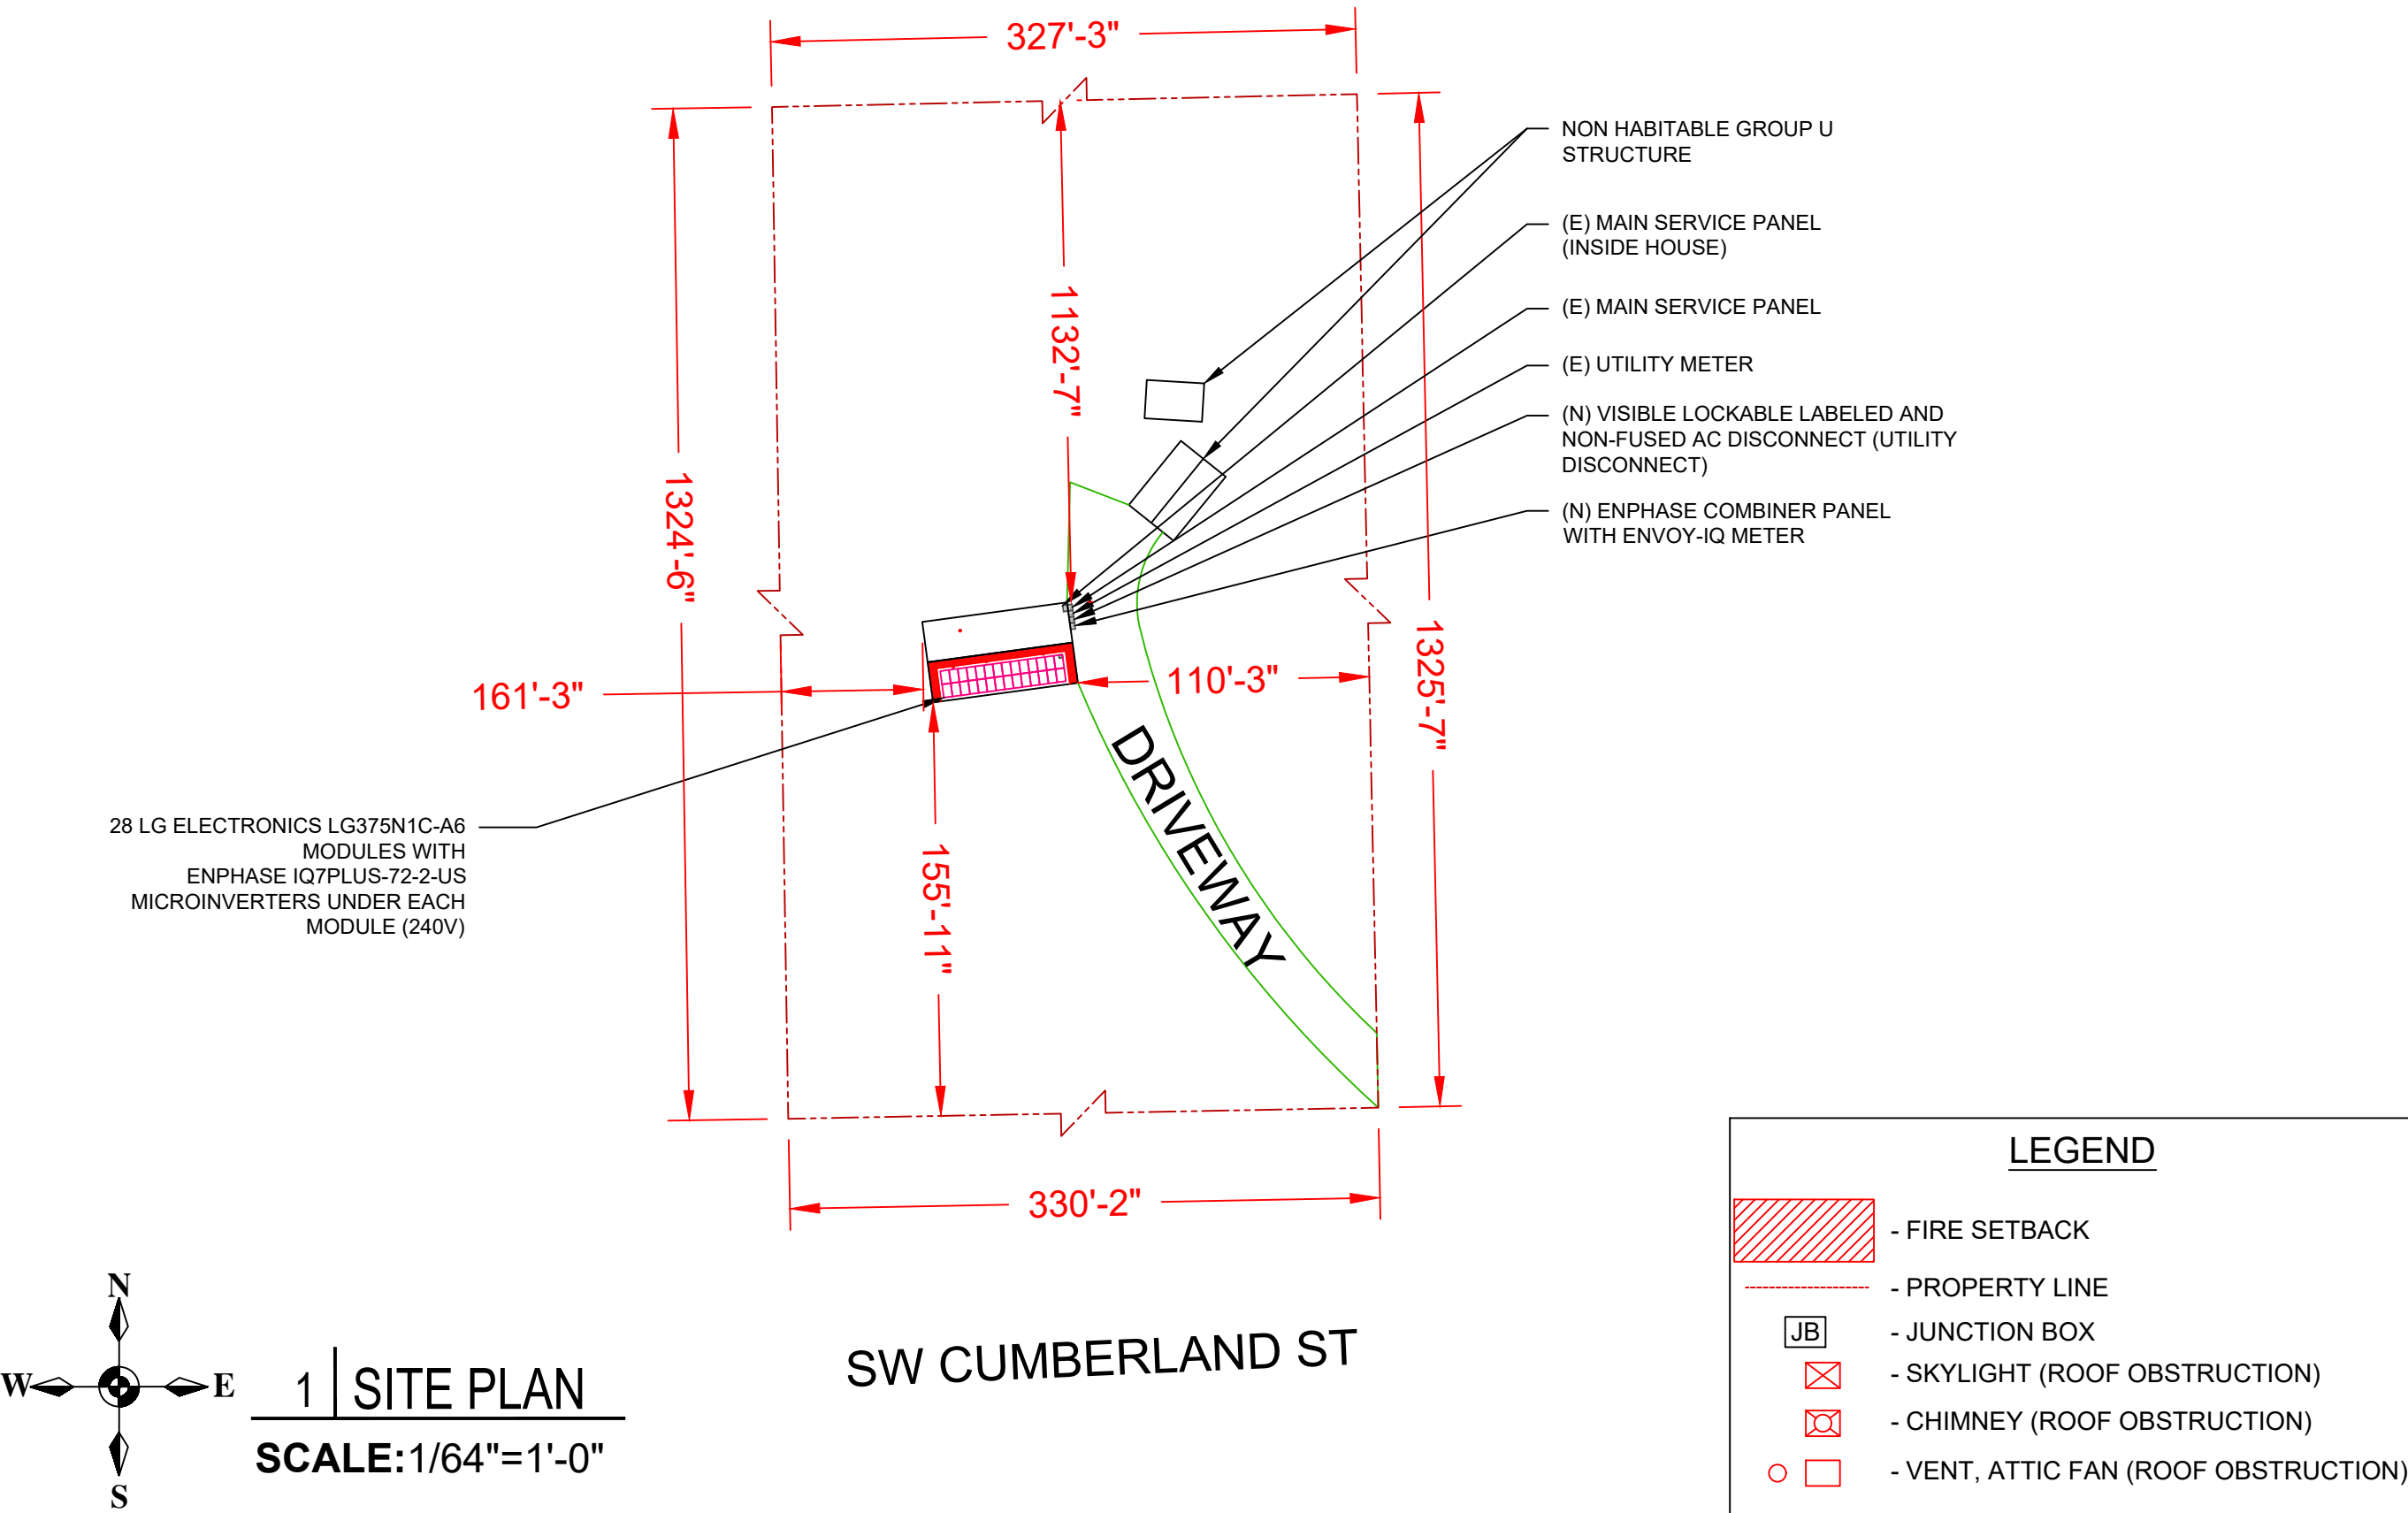 327'-3"
NON HABITABLE GROUP U
STRUCTURE
(E) MAIN SERVICE PANEL
(INSIDE HOUSE)
(E) MAIN SERVICE PANEL
(E) UTILITY METER
(N) VISIBLE LOCKABLE LABELED AND
NON-FUSED AC DISCONNECT (UTILITY
DISCONNECT)
(N) ENPHASE COMBINER PANEL
WITH ENVOY-IQ METER
1132'-7"
1324'-6"
1325'-7"
161'-3"
110'-3"
DRIVEWAY
155'-11"
28 LG ELECTRONICS LG375N1C-A6
MODULES WITH
ENPHASE IQ7PLUS-72-2-US
MICROINVERTERS UNDER EACH
MODULE (240V)
330'-2"
SW CUMBERLAND ST
N
W
E
S
1 SITE PLAN
SCALE:1/64"=1'-0"
LEGEND
- FIRE SETBACK
- PROPERTY LINE
JB - JUNCTION BOX
- SKYLIGHT (ROOF OBSTRUCTION)
- CHIMNEY (ROOF OBSTRUCTION)
- VENT, ATTIC FAN (ROOF OBSTRUCTION)